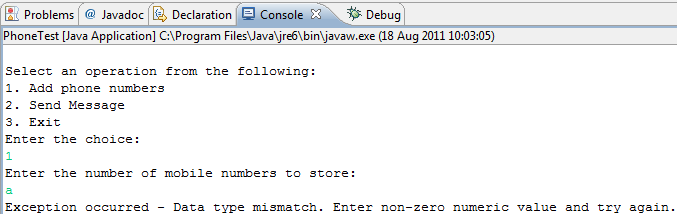 Problems @ Javadoc Declaration Console Debug
PhoneTest [Java Application] C:\Program Files\Java\jre6\bin\javaw.exe (18 Aug 2011 10:03:05)
Select an operation from the following:
1. Add phone numbers
2. Send Message
3. Exit
Enter the choice:
1
Enter the number of mobile numbers to store:
a
Exception occurred - Data type mismatch. Enter non-zero numeric value and try again.